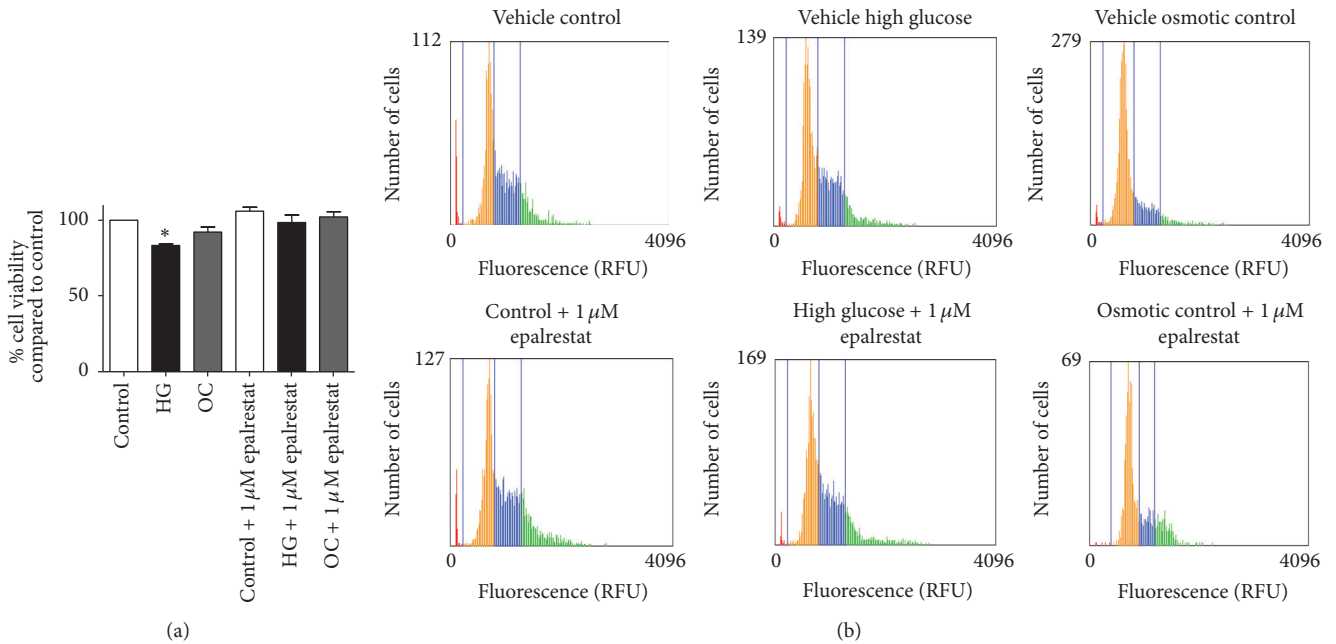 % cell viability
compared to control
100
50
0
*
Control
HG
OC
Control + 1 μM epalrestat
HG + 1 μM epalrestat
OC + 1 μM epalrestat
(a)
Vehicle control
112
Number of cells
0
4096
Fluorescence (RFU)
Vehicle high glucose
139
Number of cells
0
4096
Fluorescence (RFU)
Vehicle osmotic control
279
Number of cells
0
4096
Fluorescence (RFU)
Control + 1 μM
epalrestat
127
Number of cells
0
4096
Fluorescence (RFU)
High glucose + 1 μM
epalrestat
169
Number of cells
0
4096
Fluorescence (RFU)
Osmotic control + 1 μM
epalrestat
69
Number of cells
0
4096
Fluorescence (RFU)
(b)